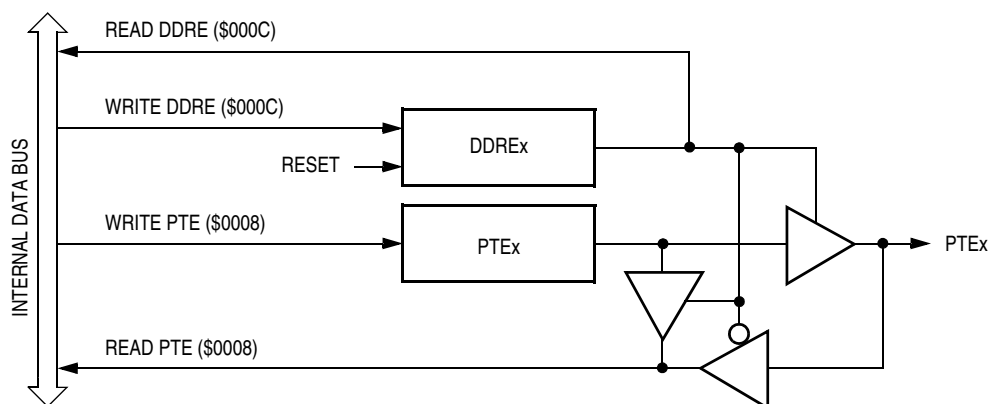 READ DDRE ($000C)
WRITE DDRE ($000C)
DDREx
RESET
WRITE PTE ($0008)
PTEx
PTEx
READ PTE ($0008)
INTERNAL DATA BUS